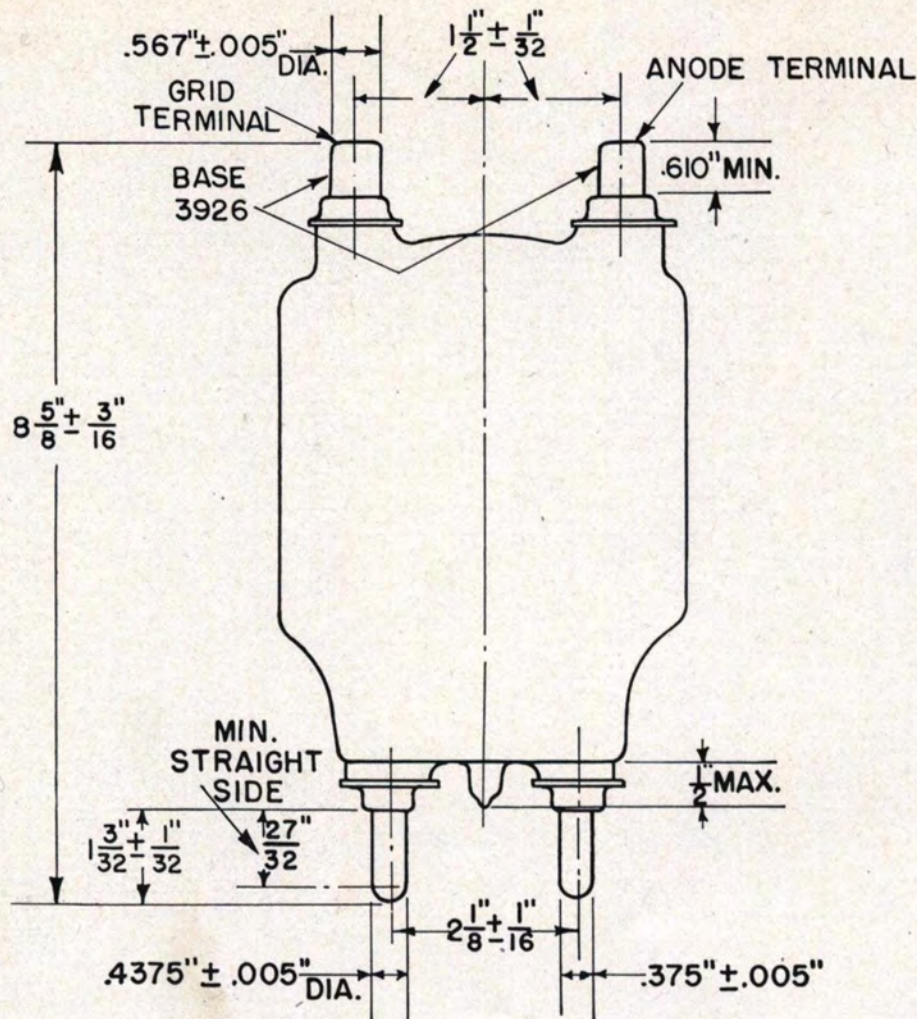 .567"±.005" DIA.
1 1/2" ± 1/32"
GRID
TERMINAL
ANODE TERMINAL
BASE
3926
.610" MIN.
8 5/8" ± 3/16"
MIN.
STRAIGHT
SIDE
1/2" MAX.
1 3/32" ± 1/32"
27/32"
2 1/8" ± 1/16"
.4375" ± .005" DIA.
.375" ± .005"